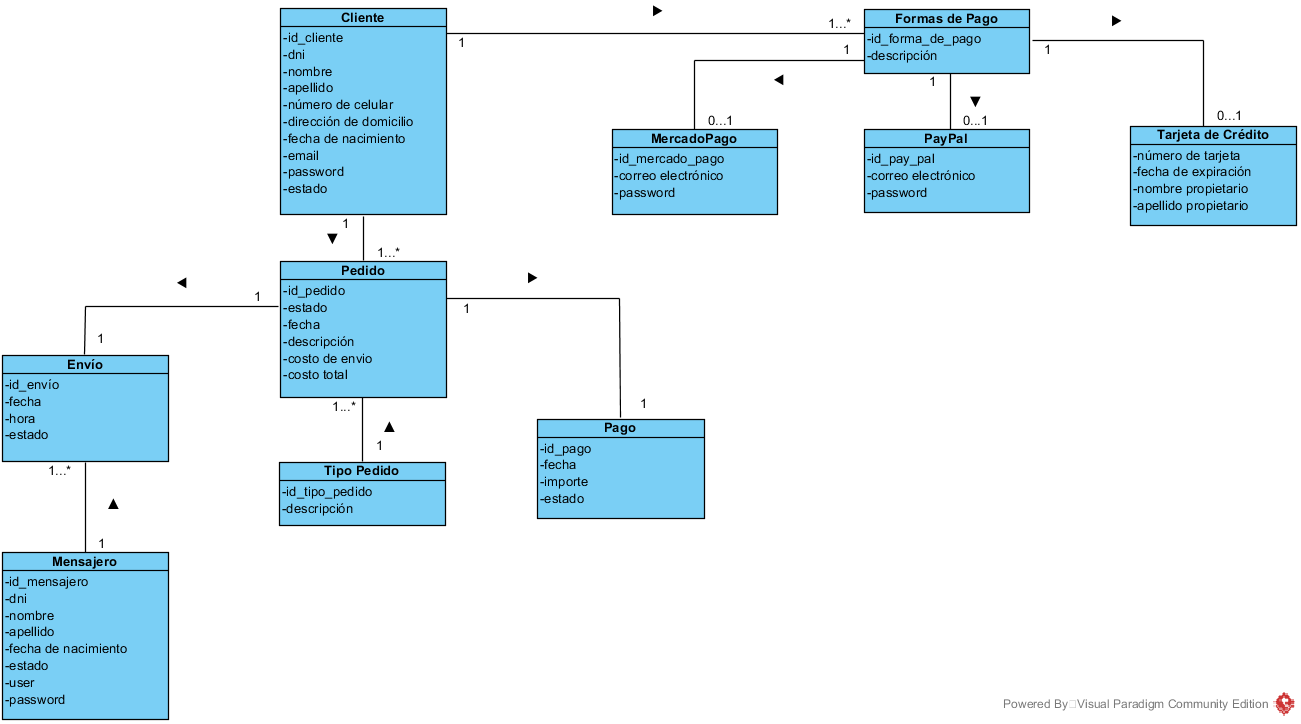 Cliente
-id_cliente
-dni
-nombre
-apellido
-número de celular
-dirección de domicilio
-fecha de nacimiento
-email
-password
-estado
1
1...*
Formas de Pago
-id_forma_de_pago
-descripción
1
1
1
0...1
0...1
0...1
MercadoPago
-id_mercado_pago
-correo electrónico
-password
PayPal
-id_pay_pal
-correo electrónico
-password
Tarjeta de Crédito
-número de tarjeta
-fecha de expiración
-nombre propietario
-apellido propietario
1
1...*
Pedido
-id_pedido
-estado
-fecha
-descripción
-costo de envio
-costo total
1
1
1
1
Envío
-id_envío
-fecha
-hora
-estado
1...*
1
Tipo Pedido
-id_tipo_pedido
-descripción
Pago
-id_pago
-fecha
-importe
-estado
1...*
1
Mensajero
-id_mensajero
-dni
-nombre
-apellido
-fecha de nacimiento
-estado
-user
-password
Powered By Visual Paradigm Community Edition